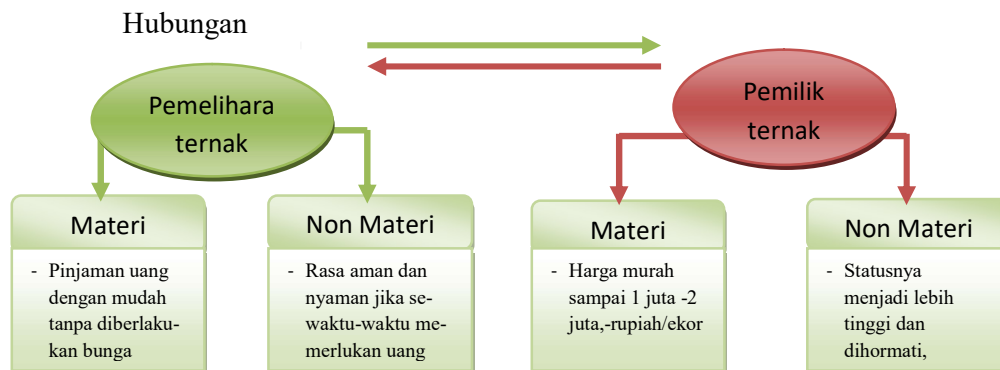 Hubungan
Pemelihara
ternak
Pemilik
ternak
Materi
- Pinjaman uang
dengan mudah
tanpa diberlaku-
kan bunga
Non Materi
- Rasa aman dan
nyaman jika se-
waktu-waktu me-
merlukan uang
Materi
- Harga murah
sampai 1 juta -2
juta,-rupiah/ekor
Non Materi
- Statusnya
menjadi lebih
tinggi dan
dihormati,